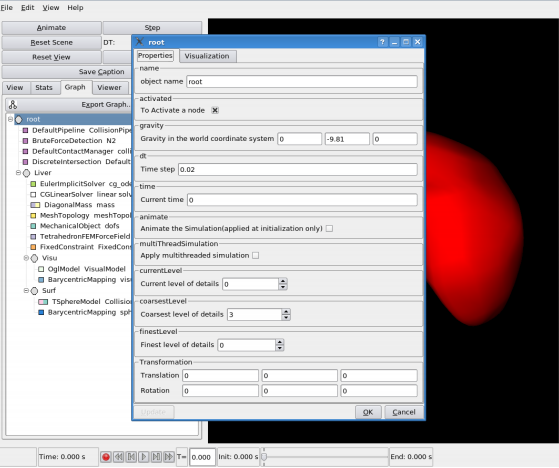 File Edit View Help
Animate Step
Reset Scene DT:
Reset View
Save Caption
View Stats Graph Viewer
Export Graph...
root
DefaultPipeline CollisionPipe
BruteForceDetection N2
DefaultContactManager colli
DiscreteIntersection Default
Liver
EulerImplicitSolver cg_ode
CGLinearSolver linear solv
DiagonalMass mass
MeshTopology meshTopol
MechanicalObject dofs
TetrahedronFEMForceField
FixedConstraint FixedCons
Visu
OglModel VisualModel
BarycentricMapping vis
Surf
TSphereModel Collisio
BarycentricMapping sph
root
Properties Visualization
name
object name root
activated
To Activate a node
gravity
Gravity in the world coordinate system 0 -9.81 0
dt
Time step 0.02
time
Current time 0
animate
Animate the Simulation(applied at initialization only)
multiThreadSimulation
Apply multithreaded simulation
currentLevel
Current level of details 0
coarsestLevel
Coarsest level of details 3
finestLevel
Finest level of details 0
Transformation
Translation 0 0 0
Rotation 0 0 0
Update OK Cancel
Time: 0.000 s T= 0.000 Init: 0.000 s End: 0.000 s